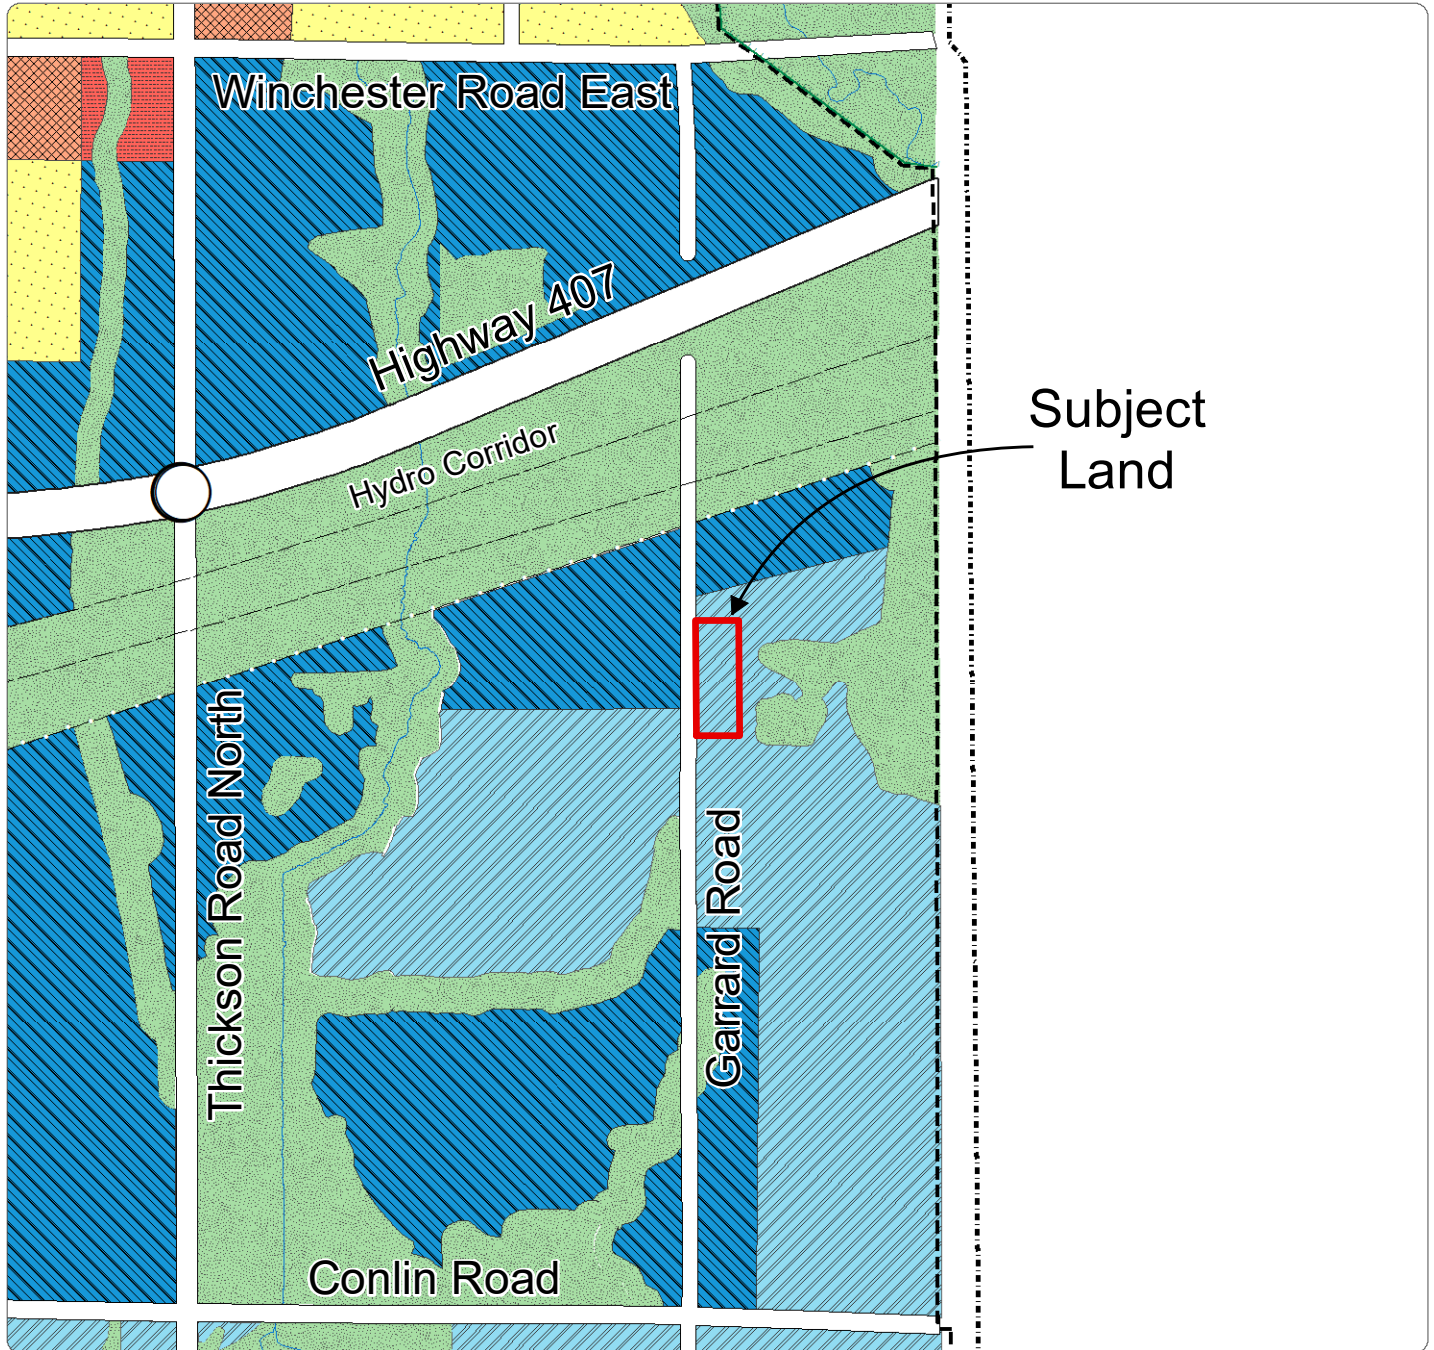 Winchester Road East
Highway 407
Hydro Corridor
Subject
Land
Thickson Road North
Garrard Road
Conlin Road